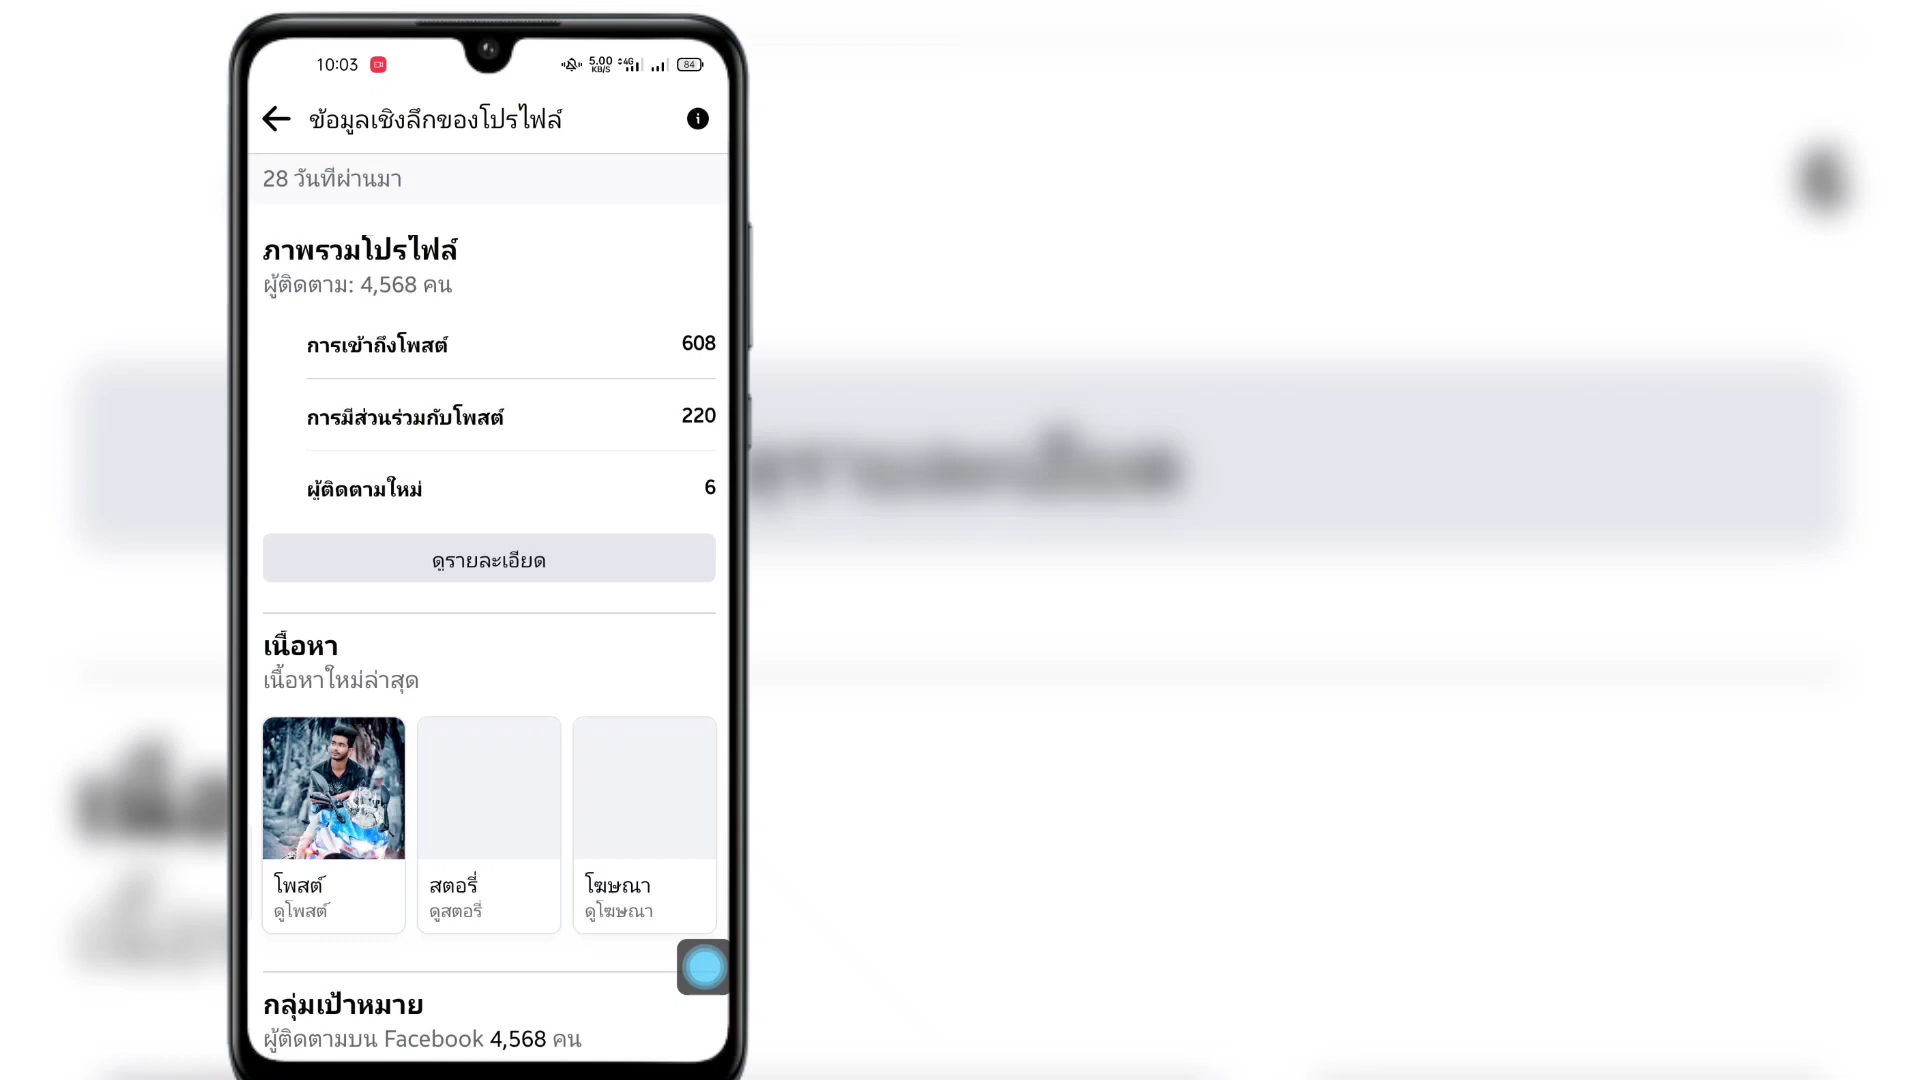 10:03
5.00 KB/S 4G 84
ข้อมูลเชิงลึกของโปรไฟล์
28 วันที่ผ่านมา
ภาพรวมโปรไฟล์
ผู้ติดตาม: 4,568 คน
การเข้าถึงโพสต์ 608
การมีส่วนร่วมกับโพสต์ 220
ผู้ติดตามใหม่ 6
ดูรายละเอียด
เนื้อหา
เนื้อหาใหม่ล่าสุด
โพสต์ สตอรี่ โฆษณา
ดูโพสต์ ดูสตอรี่ ดูโฆษณา
กลุ่มเป้าหมาย
ผู้ติดตามบน Facebook 4,568 คน